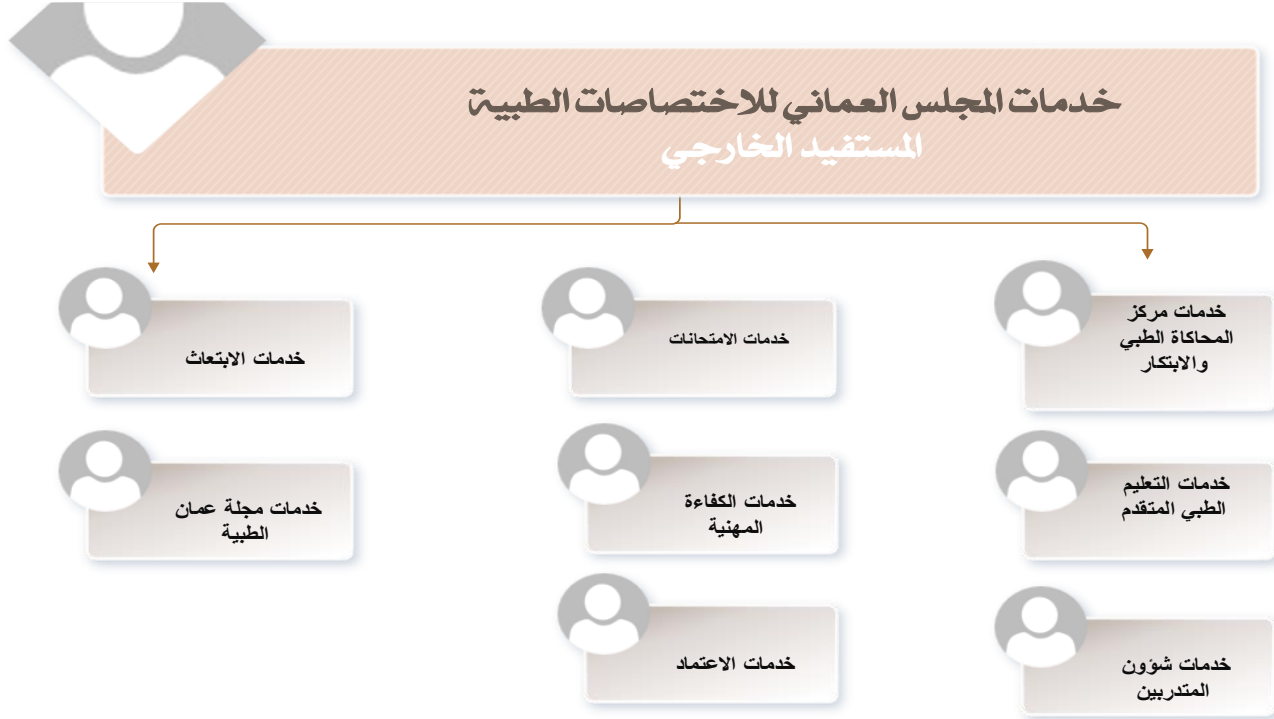 خدمات المجلس العماني للاختصاصات الطبية
المستفيد الخارجي
خدمات مركز
المحاكاة الطبي
والابتكار
خدمات الامتحانات
خدمات الابتعاث
خدمات التعليم
الطبي المتقدم
خدمات الكفاءة
المهنية
خدمات مجلة عمان
الطبية
خدمات شؤون
المتدربين
خدمات الاعتماد